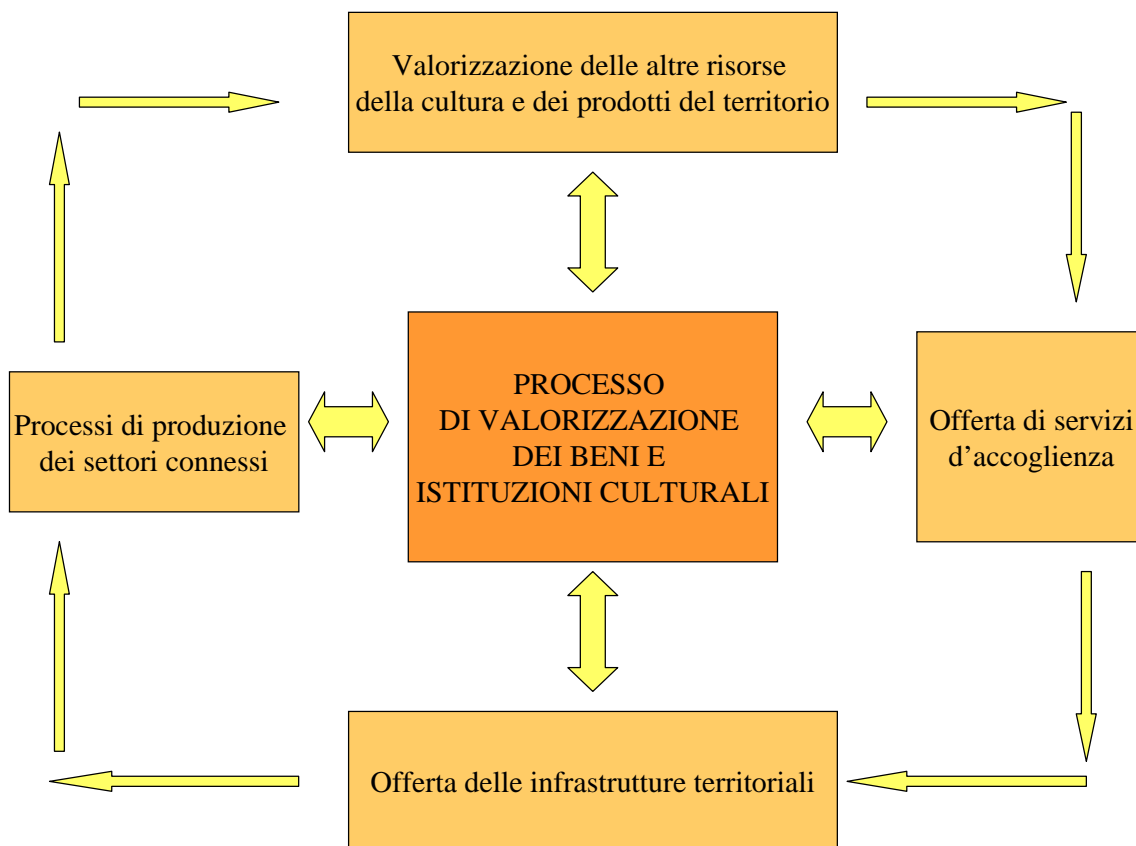 Valorizzazione delle altre risorse
della cultura e dei prodotti del territorio
PROCESSO
DI VALORIZZAZIONE
DEI BENI E
ISTITUZIONI CULTURALI
Processi di produzione
dei settori connessi
Offerta di servizi
d’accoglienza
Offerta delle infrastrutture territoriali